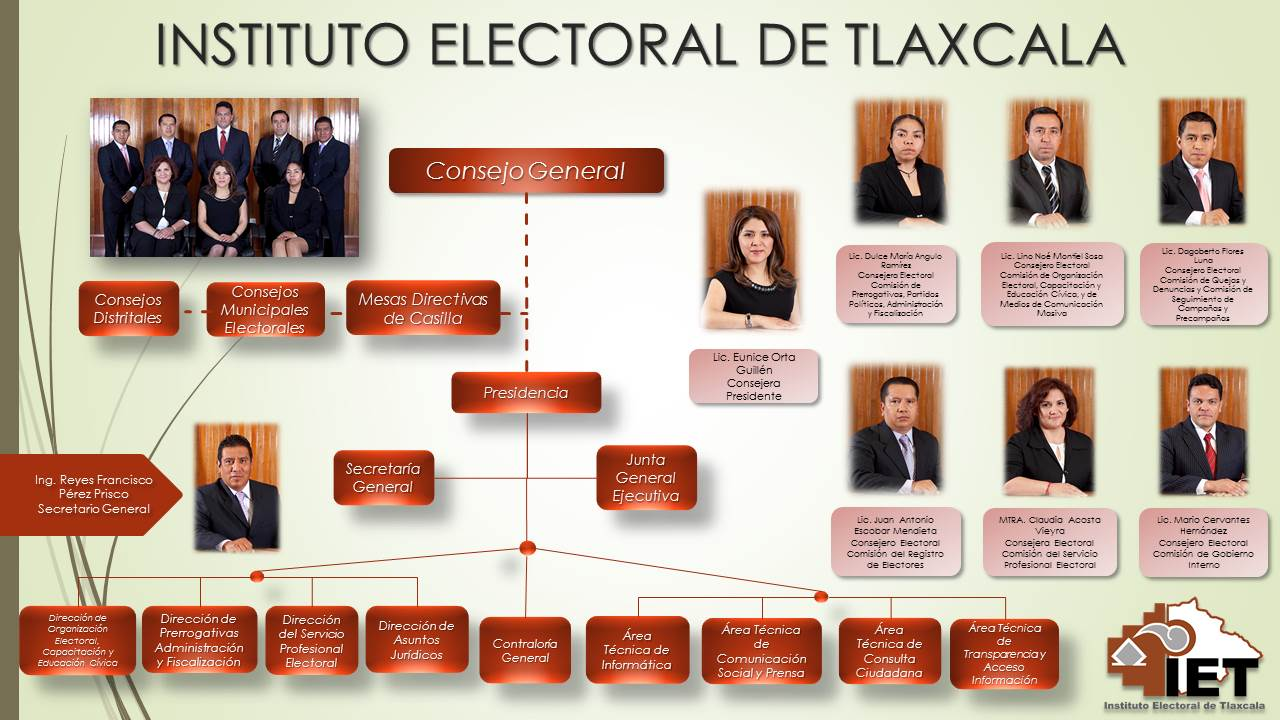 INSTITUTO ELECTORAL DE TLAXCALA
Consejo General
Consejos
Distritales
Consejos
Municipales
Electorales
Mesas Directivas
de Casilla
Presidencia
Secretaría
General
Junta
General
Ejecutiva
Ing. Reyes Francisco
Pérez Prisco
Secretario General
Lic. Eunice Orta
Guillén
Consejera
Presidente
Lic. Dulce María Angulo
Ramírez
Consejera Electoral
Comisión de
Prerrogativas, Partidos
Políticos, Administración
y Fiscalización
Lic. Lino Noé Montiel Sosa
Consejero Electoral
Comisión de Organización
Electoral, Capacitación y
Educación Cívica, y de
Medios de Comunicación
Masiva
Lic. Dagoberto Flores
Luna
Consejero Electoral
Comisión de Quejas y
Denuncias y Comisión de
Seguimiento de
Campañas y
Precampañas
Lic. Juan Antonio
Escobar Mendieta
Consejero Electoral
Comisión del Registro
de Electores
MTRA. Claudia Acosta
Vieyra
Consejera Electoral
Comisión del Servicio
Profesional Electoral
Lic. Mario Cervantes
Hernández
Consejero Electoral
Comisión de Gobierno
Interno
Dirección de
Organización
Electoral,
Capacitación y
Educación Cívica
Dirección de
Prerrogativas
Administración
y Fiscalización
Dirección
del Servicio
Profesional
Electoral
Dirección de
Asuntos
Jurídicos
Contraloría
General
Área
Técnica de
Informática
Área Técnica
de
Comunicación
Social y Prensa
Área
Técnica de
Consulta
Ciudadana
Área Técnica
de
Transparencia y
Acceso
Información
IET
Instituto Electoral de Tlaxcala